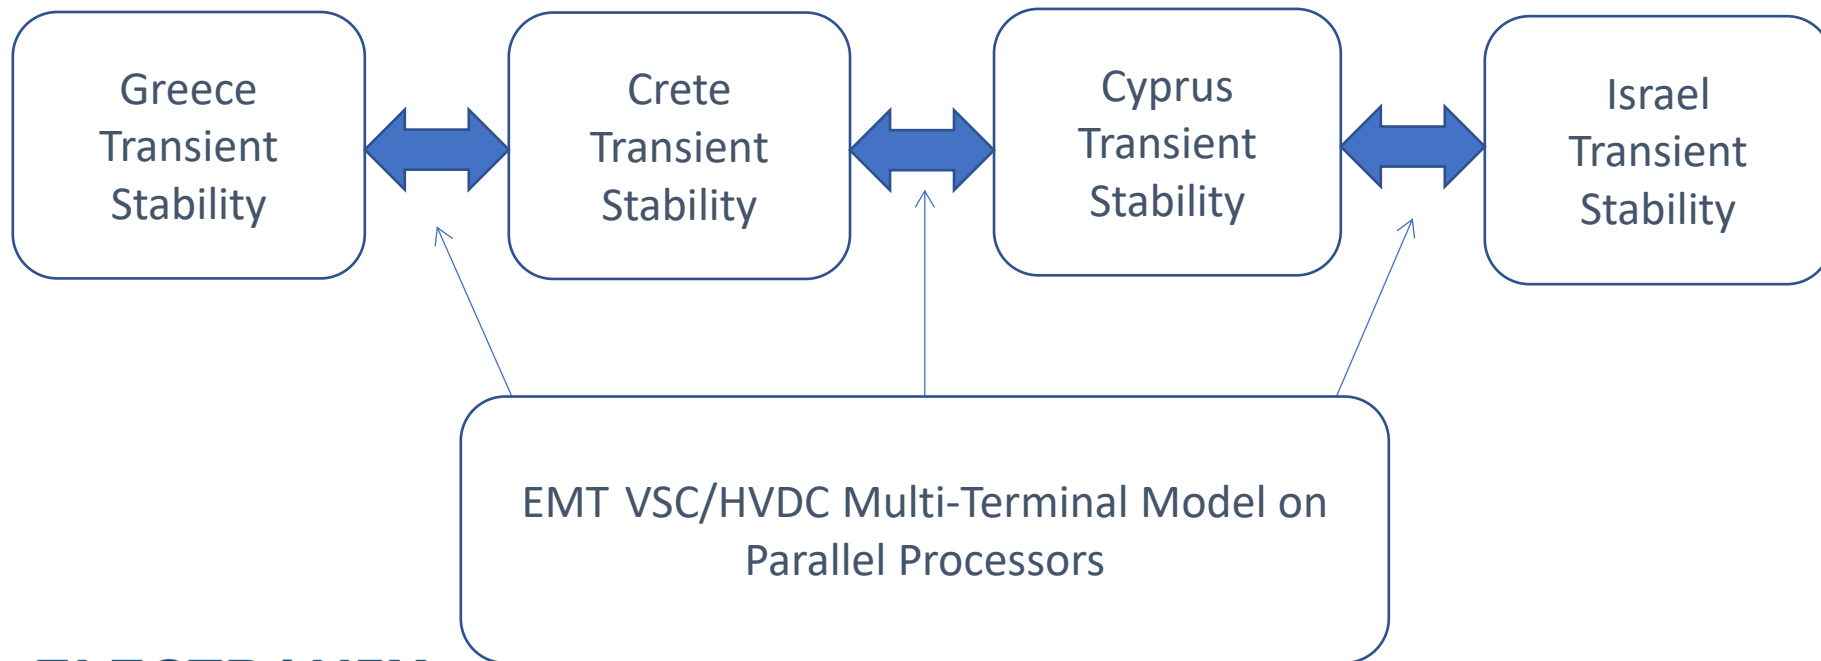 Greece
Transient
Stability
Crete
Transient
Stability
Cyprus
Transient
Stability
Israel
Transient
Stability
EMT VSC/HVDC Multi-Terminal Model on
Parallel Processors